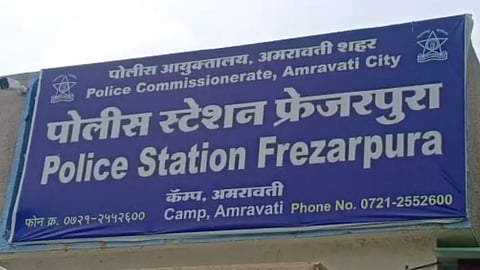 पोलीस आयुक्तालय, अमरावती शहर
Police Commissionerate, Amravati City
पोलीस स्टेशन फ्रेजरपुरा
Police Station Frezarpura
कॅम्प, अमरावती
Camp, Amravati
फोन क्र. ०७२१-२५५२६०० Phone No. 0721-2552600